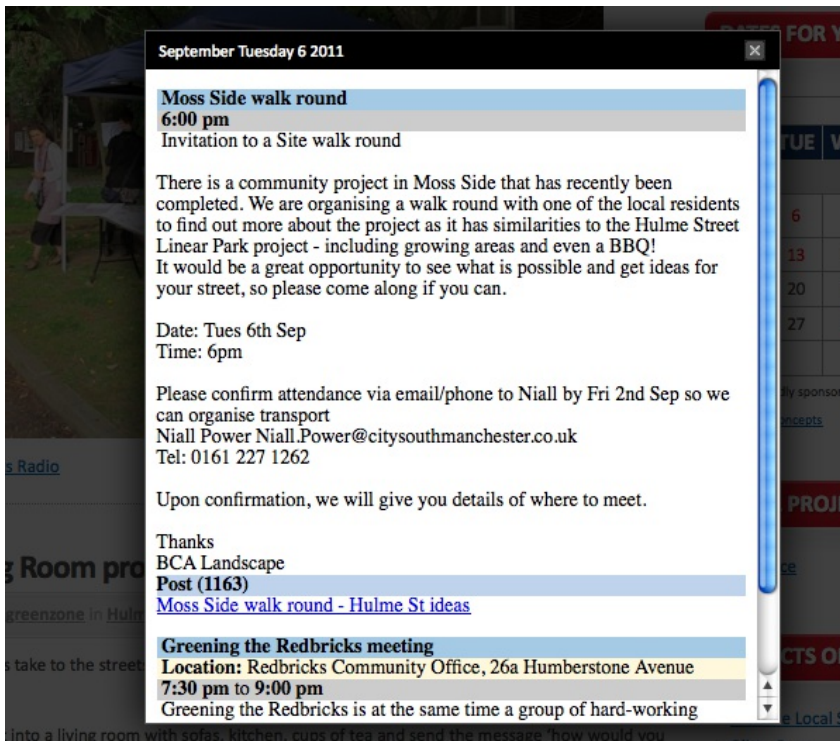 DATES FOR Y
September Tuesday 6 2011
Moss Side walk round
6:00 pm
Invitation to a Site walk round
There is a community project in Moss Side that has recently been
completed. We are organising a walk round with one of the local residents
to find out more about the project as it has similarities to the Hulme Street
Linear Park project - including growing areas and even a BBQ!
It would be a great opportunity to see what is possible and get ideas for
your street, so please come along if you can.
Date: Tues 6th Sep
Time: 6pm
Please confirm attendance via email/phone to Niall by Fri 2nd Sep so we
can organise transport
Niall Power Niall.Power@citysouthmanchester.co.uk
Tel: 0161 227 1262
Upon confirmation, we will give you details of where to meet.
Thanks
BCA Landscape
Post (1163)
Moss Side walk round - Hulme St ideas
Greening the Redbricks meeting
Location: Redbricks Community Office, 26a Humberstone Avenue
7:30 pm to 9:00 pm
Greening the Redbricks is at the same time a group of hard-working
TUE
6
13
20
27
dly sponsor
oncepts
PROJE
ce
CTS O
e Local S
s Radio
g Room pro
greenzone in Hulm
s take to the street
into a living room with sofas, kitchen, cups of tea and send the message 'how would you